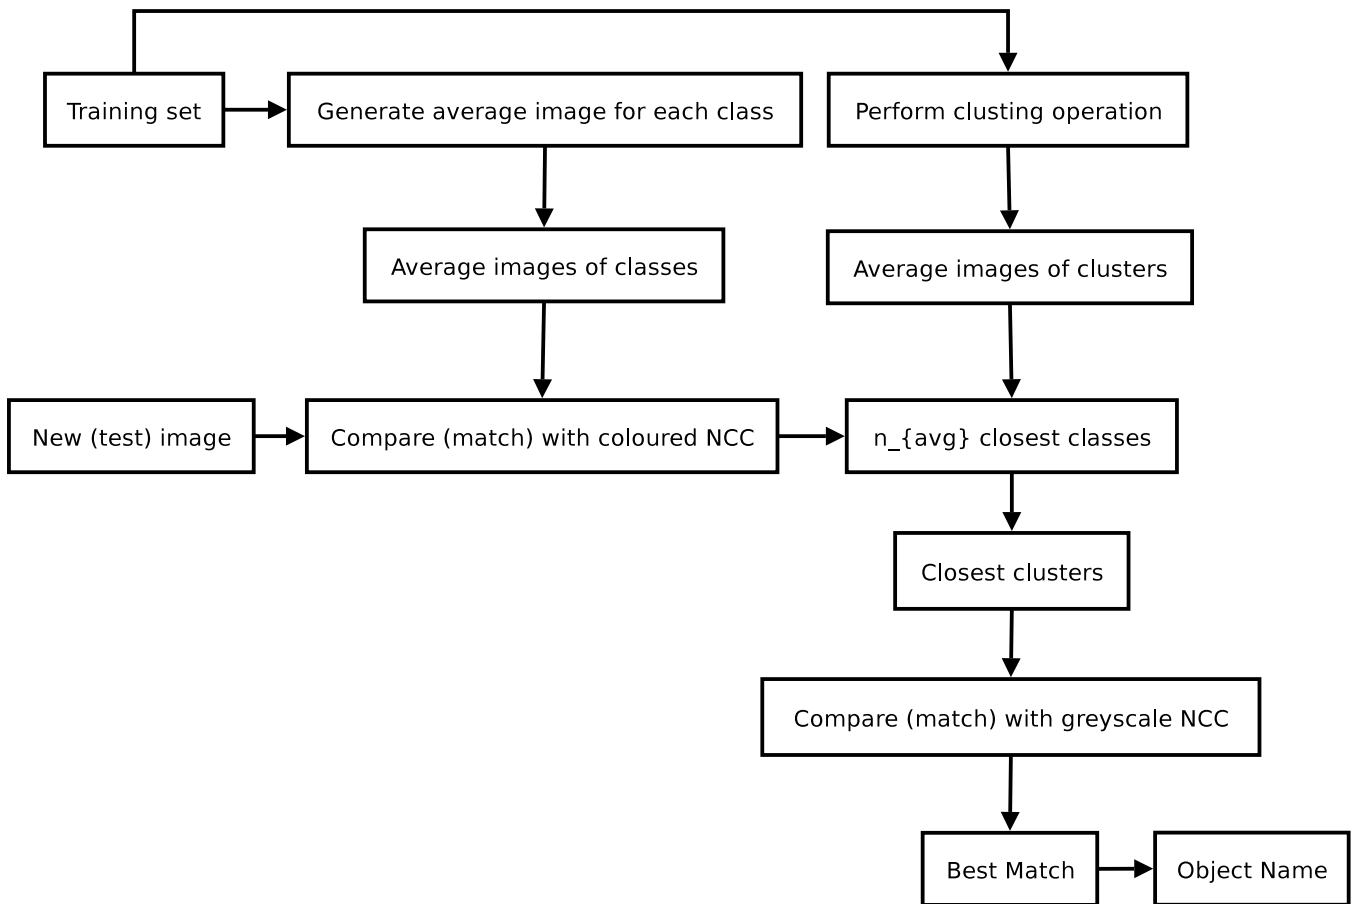 Training set
Generate average image for each class
Perform clusting operation
Average images of classes
Average images of clusters
New (test) image
Compare (match) with coloured NCC
n_{avg} closest classes
Closest clusters
Compare (match) with greyscale NCC
Best Match
Object Name